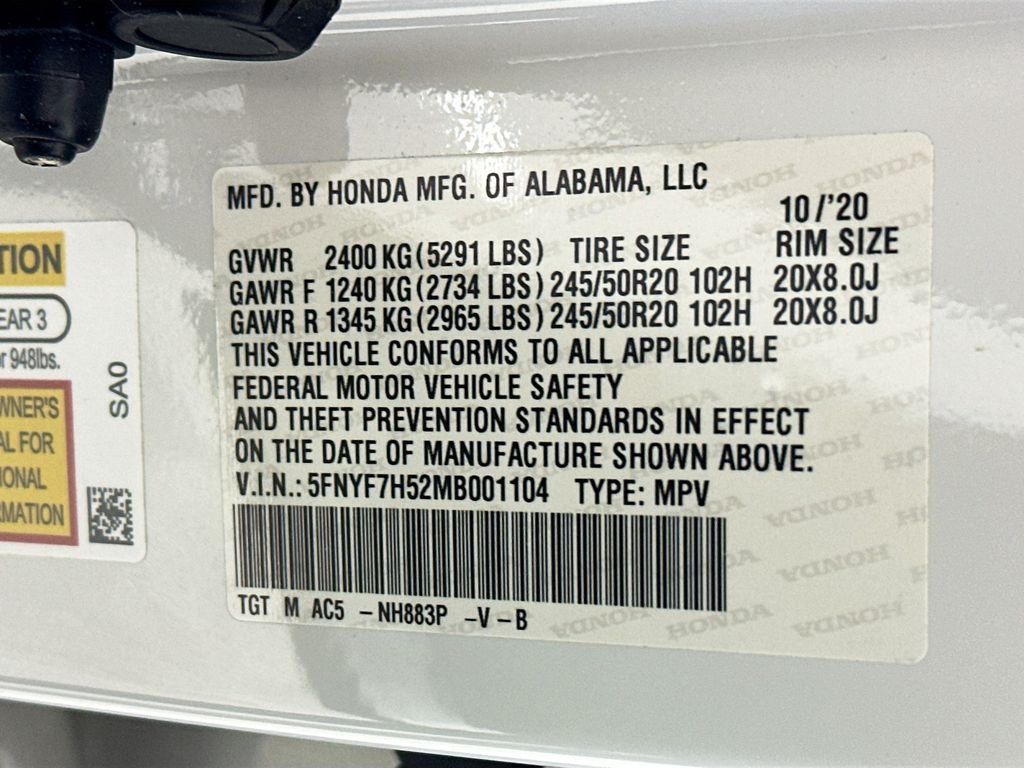 TION
EAR 3
r 948lbs.
WNER'S
AL FOR
IONAL
RMATION
SA0
MFD. BY HONDA MFG. OF ALABAMA, LLC
10/'20
GVWR 2400 KG (5291 LBS) TIRE SIZE RIM SIZE
GAWR F 1240 KG (2734 LBS) 245/50R20 102H 20X8.0J
GAWR R 1345 KG (2965 LBS) 245/50R20 102H 20X8.0J
THIS VEHICLE CONFORMS TO ALL APPLICABLE
FEDERAL MOTOR VEHICLE SAFETY
AND THEFT PREVENTION STANDARDS IN EFFECT
ON THE DATE OF MANUFACTURE SHOWN ABOVE.
V.I.N.: 5FNYF7H52MB001104 TYPE: MPV
TGT M AC5 -NH883P -V-B